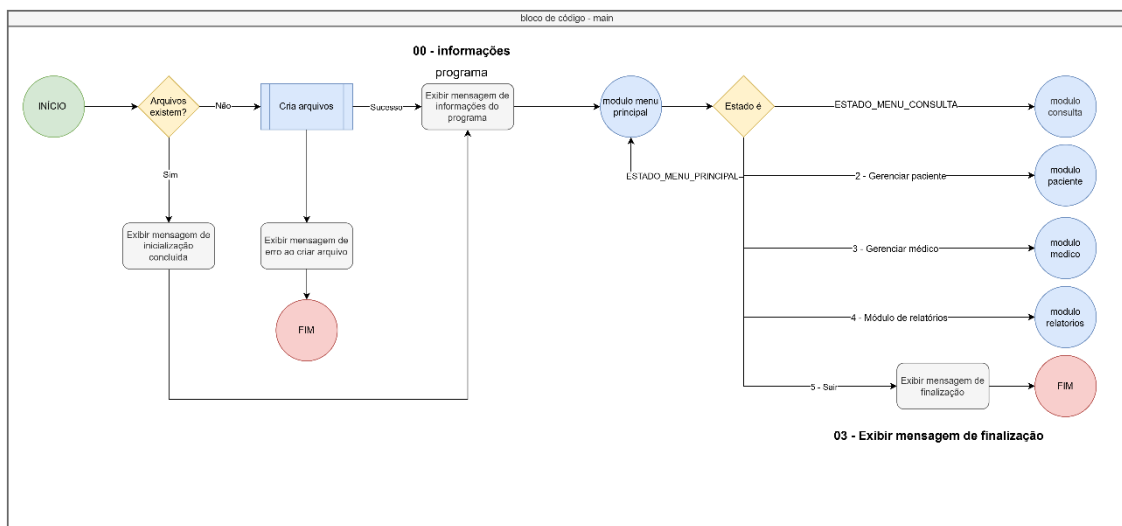 bloco de código - main
00 - informações
programa
INÍCIO
Arquivos
existem?
Não
Cria arquivos
Sucesso
Exibir mensagem de
informações do
programa
modulo menu
principal
Estado é
ESTADO_MENU_CONSULTA
modulo
consulta
Sim
ESTADO_MENU_PRINCIPAL
2 - Gerenciar paciente
modulo
paciente
Exibir mensagem de
inicialização
concluida
Exibir mensagem de
erro ao criar arquivo
3 - Gerenciar médico
modulo
medico
FIM
4 - Módulo de relatórios
modulo
relatorios
5 - Sair
Exibir mensagem de
finalização
FIM
03 - Exibir mensagem de finalização